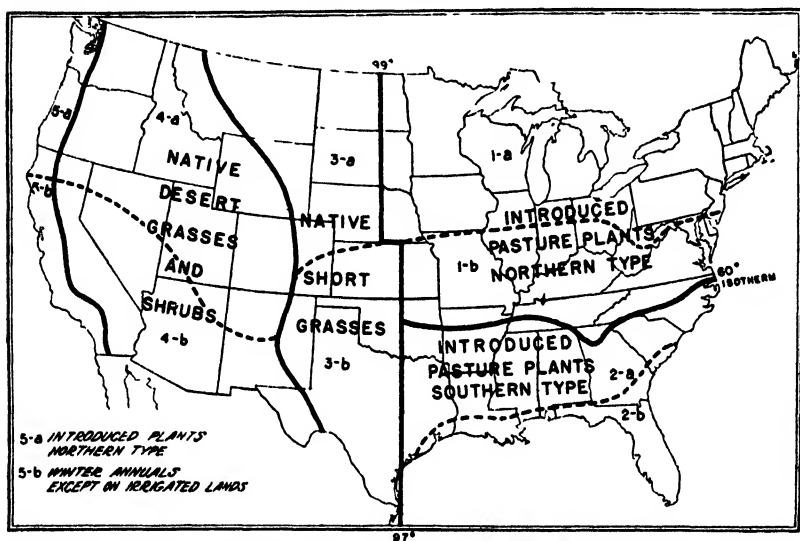 99°
5-a
4-a
3-a
1-a
NATIVE
DESERT
GRASSES
AND
SHRUBS
5-b
4-b
NATIVE
SHORT
GRASSES
3-b
INTRODUCED
PASTURE PLANTS
NORTHERN TYPE
1-b
60°
ISOTHERM
INTRODUCED
PASTURE PLANTS
SOUTHERN TYPE
2-a
2-b
5-a INTRODUCED PLANTS
NORTHERN TYPE
5-b WINTER ANNUALS
EXCEPT ON IRRIGATED LANDS
97°